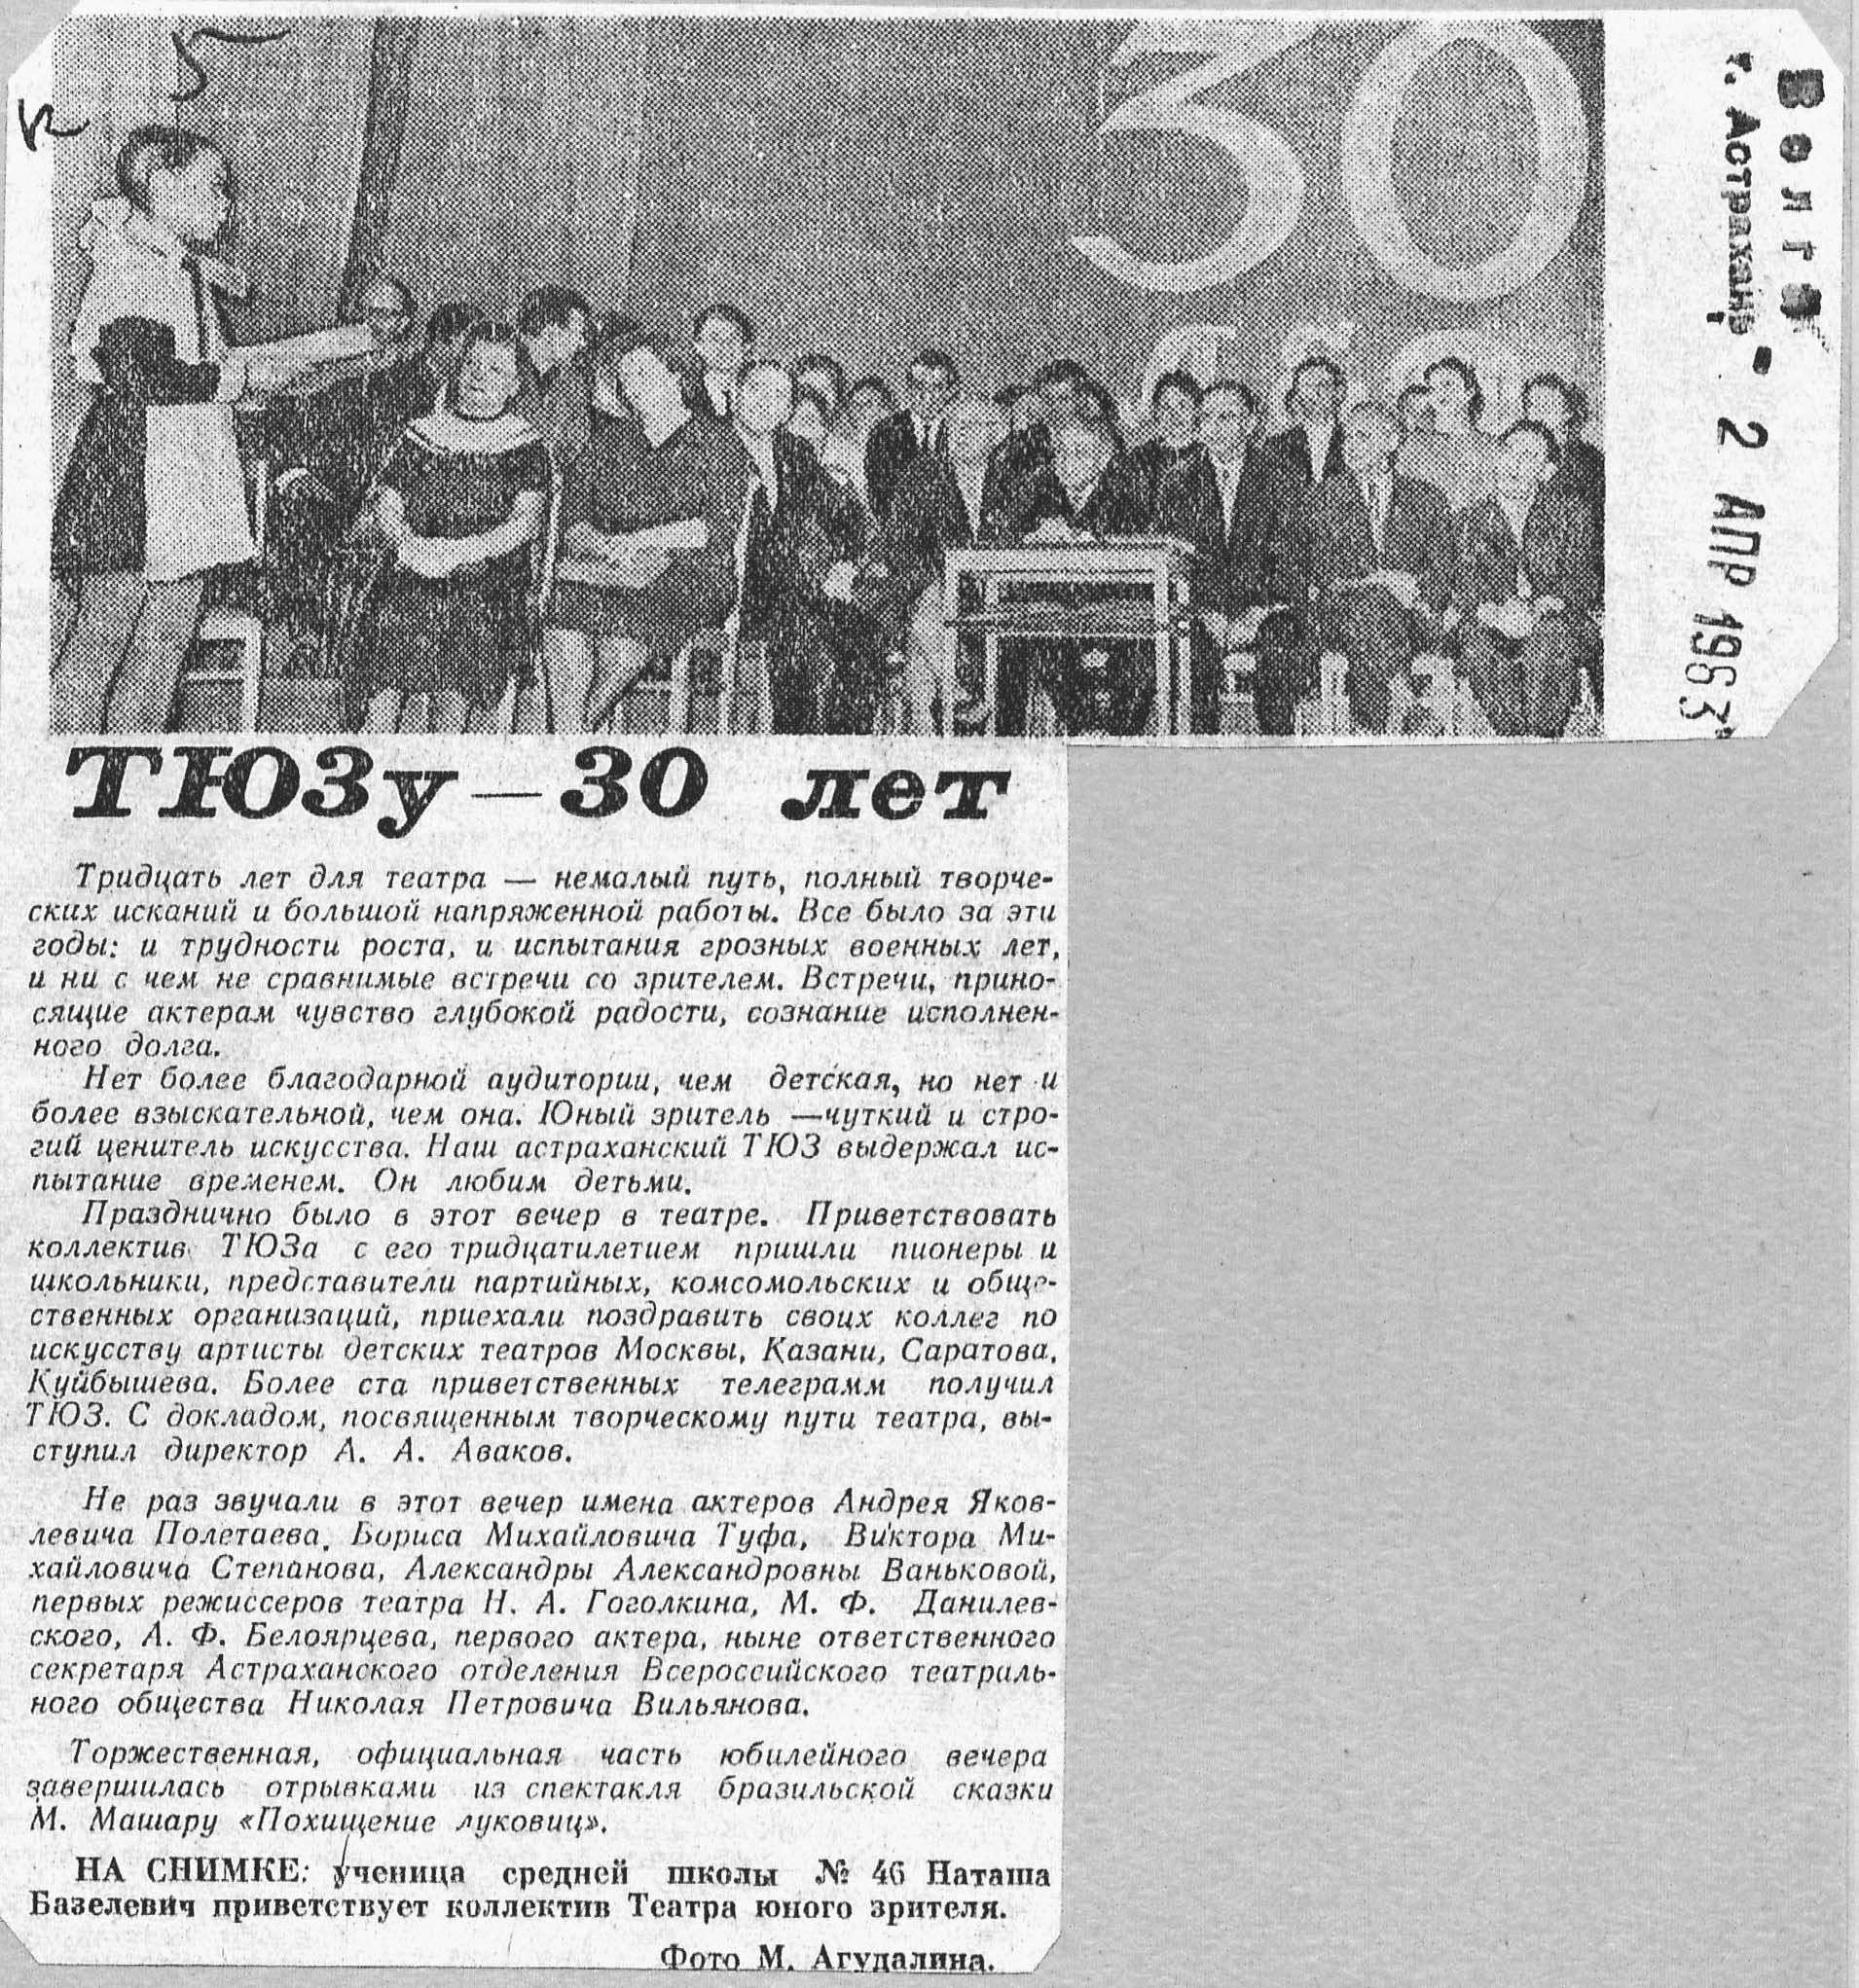 30
Волга
г. Астрахань
- 2 АПР 1963
ТЮЗу — 30 лет
Тридцать лет для театра — немалый путь, полный творче-
ских исканий и большой напряженной работы. Все было за эти
годы: и трудности роста, и испытания грозных военных лет,
и ни с чем не сравнимые встречи со зрителем. Встречи, прино-
сящие актерам чувство глубокой радости, сознание исполнен-
ного долга.
Нет более благодарной аудитории, чем детская, но нет и
более взыскательной, чем она. Юный зритель —чуткий и стро-
гий ценитель искусства. Наш астраханский ТЮЗ выдержал ис-
пытание временем. Он любим детьми.
Празднично было в этот вечер в театре. Приветствовать
коллектив ТЮЗа с его тридцатилетием пришли пионеры и
школьники, представители партийных, комсомольских и обще-
ственных организаций, приехали поздравить своих коллег по
искусству артисты детских театров Москвы, Казани, Саратова,
Куйбышева. Более ста приветственных телеграмм получил
ТЮЗ. С докладом, посвященным творческому пути театра, вы-
ступил директор А. А. Аваков.
Не раз звучали в этот вечер имена актеров Андрея Яков-
левича Полетаева, Бориса Михайловича Туфа, Виктора Ми-
хайловича Степанова, Александры Александровны Ваньковой,
первых режиссеров театра Н. А. Гоголкина, М. Ф. Данилев-
ского, А. Ф. Белоярцева, первого актера, ныне ответственного
секретаря Астраханского отделения Всероссийского театраль-
ного общества Николая Петровича Вильянова.
Торжественная, официальная часть юбилейного вечера
завершилась отрывками из спектакля бразильской сказки
М. Машару «Похищение луковиц».
НА СНИМКЕ: ученица средней школы № 46 Наташа
Базелевич приветствует коллектив Театра юного зрителя.
Фото М. Агудалина.